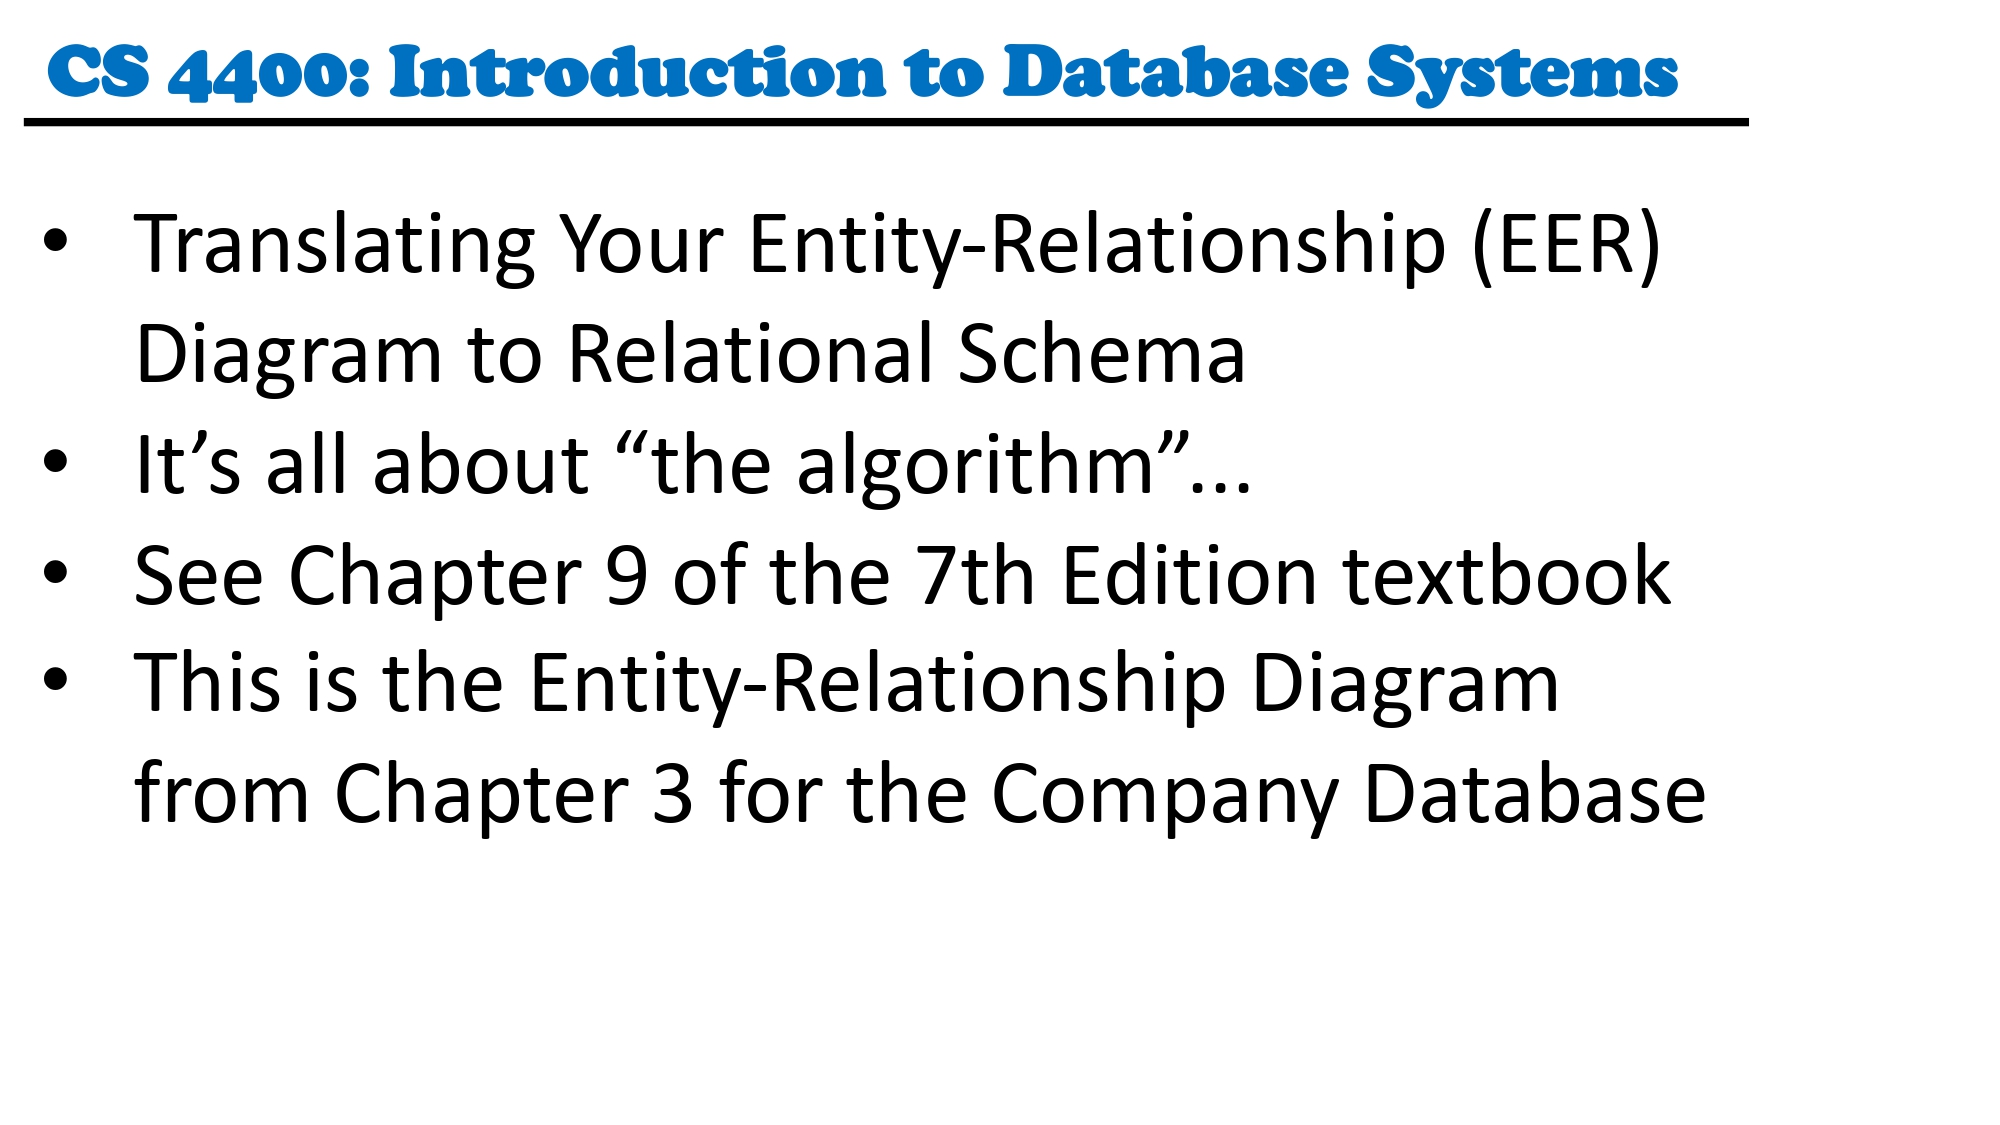 CS 4400: Introduction to Database Systems
• Translating Your Entity-Relationship (EER)
Diagram to Relational Schema
• It’s all about “the algorithm”...
• See Chapter 9 of the 7th Edition textbook
• This is the Entity-Relationship Diagram
from Chapter 3 for the Company Database